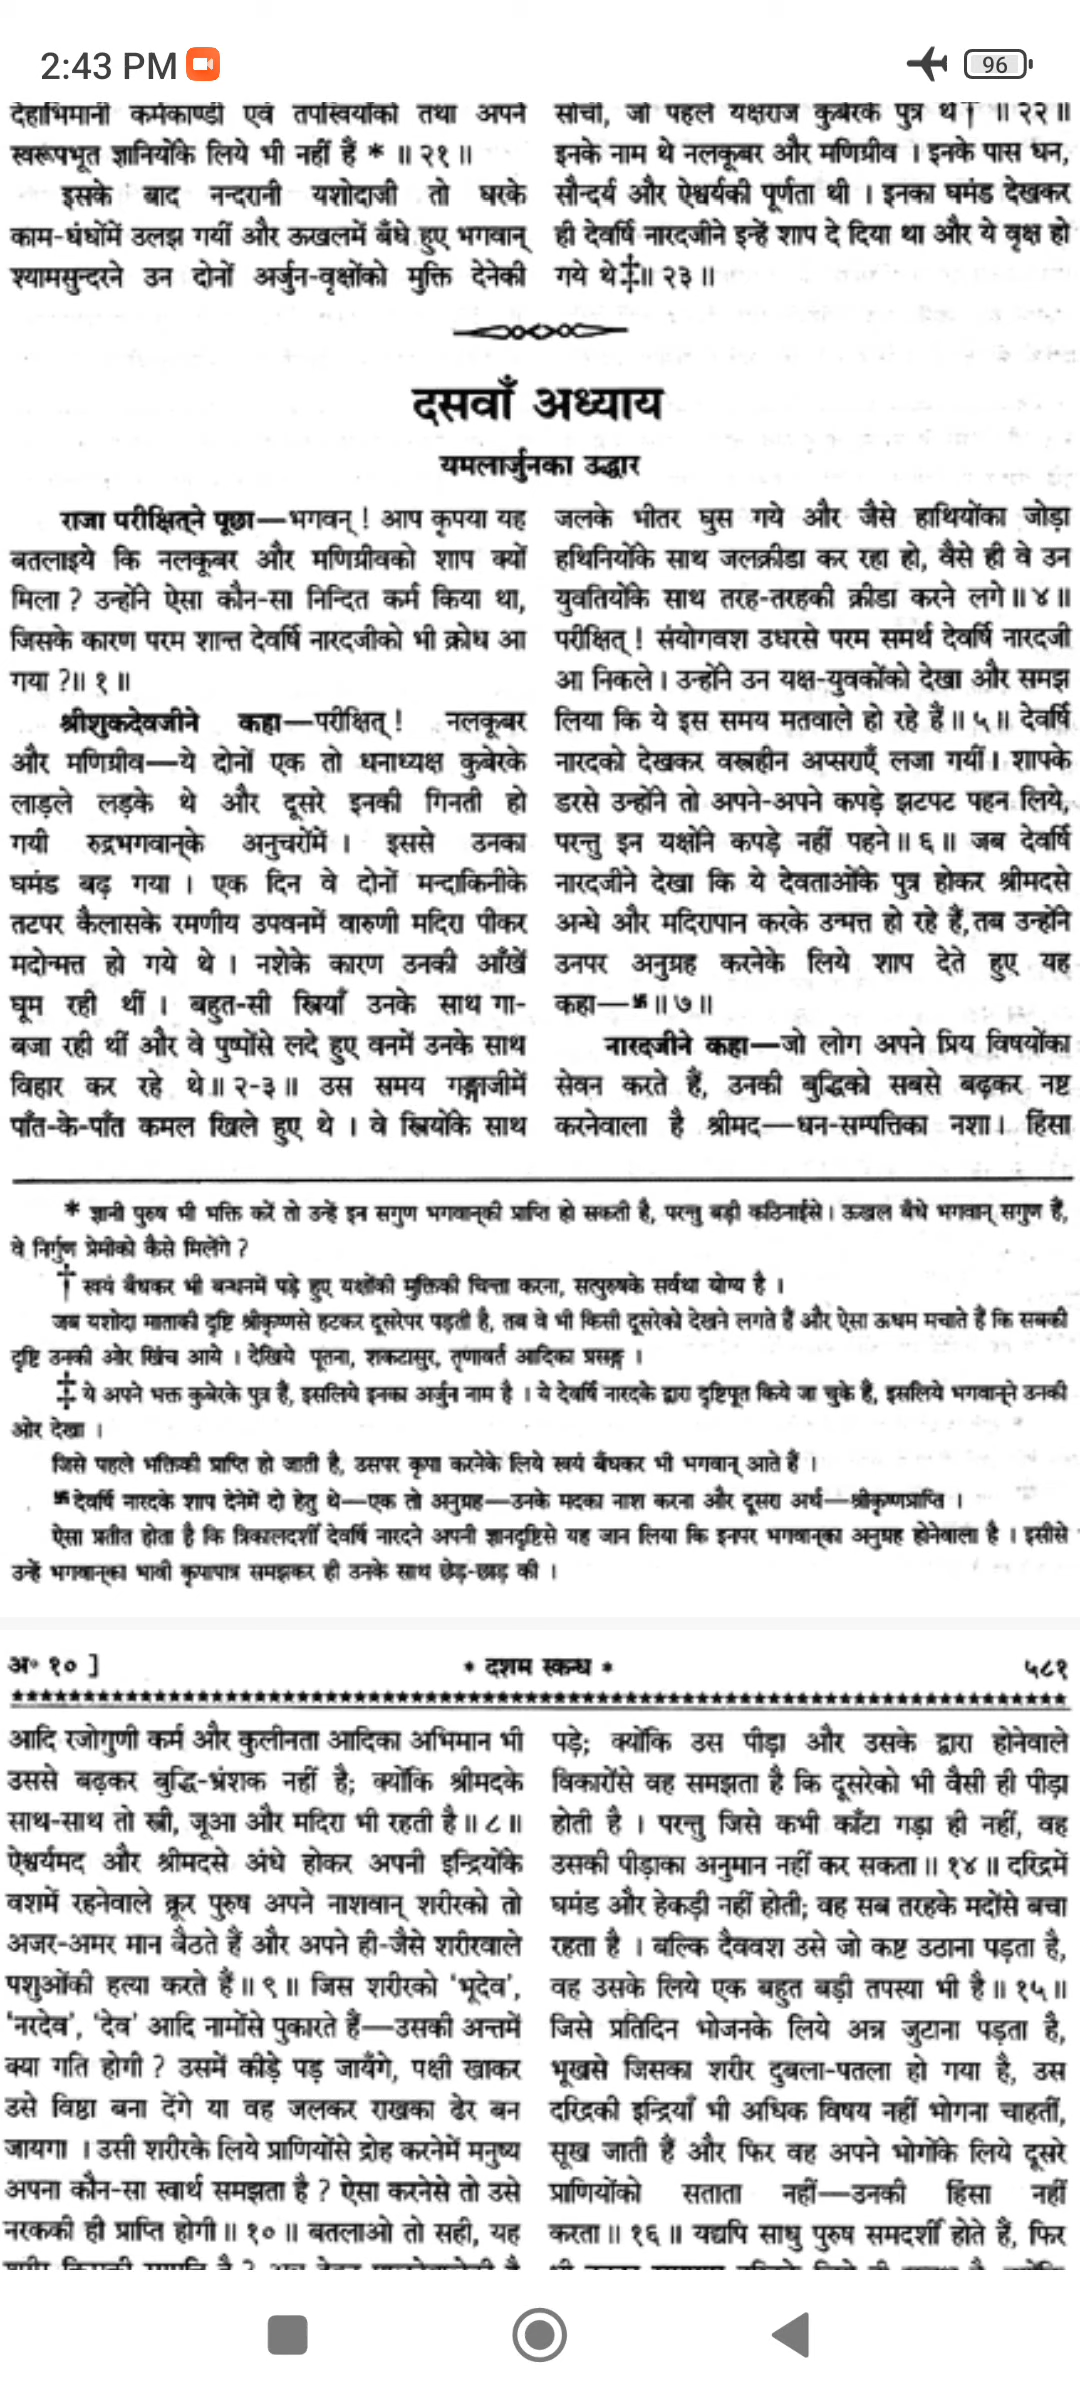 2:43 PM
96
देहाभिमानी कर्मकाण्डी एवं तपस्वियोंको तथा अपने
स्वरूपभूत ज्ञानियोंके लिये भी नहीं हैं * ॥ २१ ॥
इसके बाद नन्दरानी यशोदाजी तो घरके
काम-धंधोंमें उलझ गयीं और ऊखलमें बँधे हुए भगवान्
श्यामसुन्दरने उन दोनों अर्जुन-वृक्षोंको मुक्ति देनेकी
सोची, जो पहले यक्षराज कुबेरके पुत्र थे† ॥ २२ ॥
इनके नाम थे नलकूबर और मणिग्रीव । इनके पास धन,
सौन्दर्य और ऐश्वर्यकी पूर्णता थी । इनका घमंड देखकर
ही देवर्षि नारदजीने इन्हें शाप दे दिया था और ये वृक्ष हो
गये थे‡॥ २३ ॥
दसवाँ अध्याय
यमलार्जुनका उद्धार
राजा परीक्षित्ने पूछा—भगवन् ! आप कृपया यह
बतलाइये कि नलकूबर और मणिग्रीवको शाप क्यों
मिला ? उन्होंने ऐसा कौन-सा निन्दित कर्म किया था,
जिसके कारण परम शान्त देवर्षि नारदजीको भी क्रोध आ
गया ?॥ १ ॥
श्रीशुकदेवजीने कहा—परीक्षित् ! नलकूबर
और मणिग्रीव—ये दोनों एक तो धनाध्यक्ष कुबेरके
लाड़ले लड़के थे और दूसरे इनकी गिनती हो
गयी रुद्रभगवान्के अनुचरोंमें । इससे उनका
घमंड बढ़ गया । एक दिन वे दोनों मन्दाकिनीके
तटपर कैलासके रमणीय उपवनमें वारुणी मदिरा पीकर
मदोन्मत्त हो गये थे । नशेके कारण उनकी आँखें
घूम रही थीं । बहुत-सी स्त्रियाँ उनके साथ गा-
बजा रही थीं और वे पुष्पोंसे लदे हुए वनमें उनके साथ
विहार कर रहे थे॥ २-३ ॥ उस समय गङ्गाजीमें
पाँत-के-पाँत कमल खिले हुए थे । वे स्त्रियोंके साथ
जलके भीतर घुस गये और जैसे हाथियोंका जोड़ा
हथिनियोंके साथ जलक्रीडा कर रहा हो, वैसे ही वे उन
युवतियोंके साथ तरह-तरहकी क्रीडा करने लगे॥ ४ ॥
परीक्षित् ! संयोगवश उधरसे परम समर्थ देवर्षि नारदजी
आ निकले । उन्होंने उन यक्ष-युवकोंको देखा और समझ
लिया कि ये इस समय मतवाले हो रहे हैं॥ ५ ॥ देवर्षि
नारदको देखकर वस्त्रहीन अप्सराएँ लजा गयीं । शापके
डरसे उन्होंने तो अपने-अपने कपड़े झटपट पहन लिये,
परन्तु इन यक्षोंने कपड़े नहीं पहने॥ ६ ॥ जब देवर्षि
नारदजीने देखा कि ये देवताओंके पुत्र होकर श्रीमदसे
अन्धे और मदिरापान करके उन्मत्त हो रहे हैं, तब उन्होंने
उनपर अनुग्रह करनेके लिये शाप देते हुए यह
कहा—卐॥ ७ ॥
नारदजीने कहा—जो लोग अपने प्रिय विषयोंका
सेवन करते हैं, उनकी बुद्धिको सबसे बढ़कर नष्ट
करनेवाला है श्रीमद—धन-सम्पत्तिका नशा । हिंसा
* ज्ञानी पुरुष भी भक्ति करें तो उन्हें इन सगुण भगवान्की प्राप्ति हो सकती है, परन्तु बड़ी कठिनाईसे । ऊखल बँधे भगवान् सगुण हैं,
वे निर्गुण प्रेमीको कैसे मिलेंगे ?
† स्वयं बँधकर भी बन्धनमें पड़े हुए यक्षोंकी मुक्तिकी चिन्ता करना, सत्पुरुषके सर्वथा योग्य है ।
जब यशोदा माताकी दृष्टि श्रीकृष्णसे हटकर दूसरेपर पड़ती है, तब वे भी किसी दूसरेको देखने लगते हैं और ऐसा ऊधम मचाते हैं कि सबकी
दृष्टि उनकी ओर खिंच आये । देखिये पूतना, शकटासुर, तृणावर्त आदिका प्रसङ्ग ।
‡ ये अपने भक्त कुबेरके पुत्र हैं, इसलिये इनका अर्जुन नाम है । ये देवर्षि नारदके द्वारा दृष्टिपूत किये जा चुके हैं, इसलिये भगवान्ने उनकी
ओर देखा ।
जिसे पहले भक्तिकी प्राप्ति हो जाती है, उसपर कृपा करनेके लिये स्वयं बँधकर भी भगवान् आते हैं ।
卐 देवर्षि नारदके शाप देनेमें दो हेतु थे—एक तो अनुग्रह—उनके मदका नाश करना और दूसरा अर्थ—श्रीकृष्णप्राप्ति ।
ऐसा प्रतीत होता है कि त्रिकालदर्शी देवर्षि नारदने अपनी ज्ञानदृष्टिसे यह जान लिया कि इनपर भगवान्का अनुग्रह होनेवाला है । इसीसे
उन्हें भगवान्का भावी कृपापात्र समझकर ही उनके साथ छेड़-छाड़ की ।
अ० १० ]
* दशम स्कन्ध *
५८१
आदि रजोगुणी कर्म और कुलीनता आदिका अभिमान भी
उससे बढ़कर बुद्धि-भ्रंशक नहीं है; क्योंकि श्रीमदके
साथ-साथ तो स्त्री, जूआ और मदिरा भी रहती है॥ ८ ॥
ऐश्वर्यमद और श्रीमदसे अंधे होकर अपनी इन्द्रियोंके
वशमें रहनेवाले क्रूर पुरुष अपने नाशवान् शरीरको तो
अजर-अमर मान बैठते हैं और अपने ही-जैसे शरीरवाले
पशुओंकी हत्या करते हैं॥ ९ ॥ जिस शरीरको ‘भूदेव’,
‘नरदेव’, ‘देव’ आदि नामोंसे पुकारते हैं—उसकी अन्तमें
क्या गति होगी ? उसमें कीड़े पड़ जायँगे, पक्षी खाकर
उसे विष्ठा बना देंगे या वह जलकर राखका ढेर बन
जायगा । उसी शरीरके लिये प्राणियोंसे द्रोह करनेमें मनुष्य
अपना कौन-सा स्वार्थ समझता है ? ऐसा करनेसे तो उसे
नरककी ही प्राप्ति होगी॥ १० ॥ बतलाओ तो सही, यह
पड़े; क्योंकि उस पीड़ा और उसके द्वारा होनेवाले
विकारोंसे वह समझता है कि दूसरेको भी वैसी ही पीड़ा
होती है । परन्तु जिसे कभी काँटा गड़ा ही नहीं, वह
उसकी पीड़ाका अनुमान नहीं कर सकता॥ १४ ॥ दरिद्रमें
घमंड और हेकड़ी नहीं होती; वह सब तरहके मदोंसे बचा
रहता है । बल्कि दैववश उसे जो कष्ट उठाना पड़ता है,
वह उसके लिये एक बहुत बड़ी तपस्या भी है॥ १५ ॥
जिसे प्रतिदिन भोजनके लिये अन्न जुटाना पड़ता है,
भूखसे जिसका शरीर दुबला-पतला हो गया है, उस
दरिद्रकी इन्द्रियाँ भी अधिक विषय नहीं भोगना चाहतीं,
सूख जाती हैं और फिर वह अपने भोगोंके लिये दूसरे
प्राणियोंको सताता नहीं—उनकी हिंसा नहीं
करता॥ १६ ॥ यद्यपि साधु पुरुष समदर्शी होते हैं, फिर